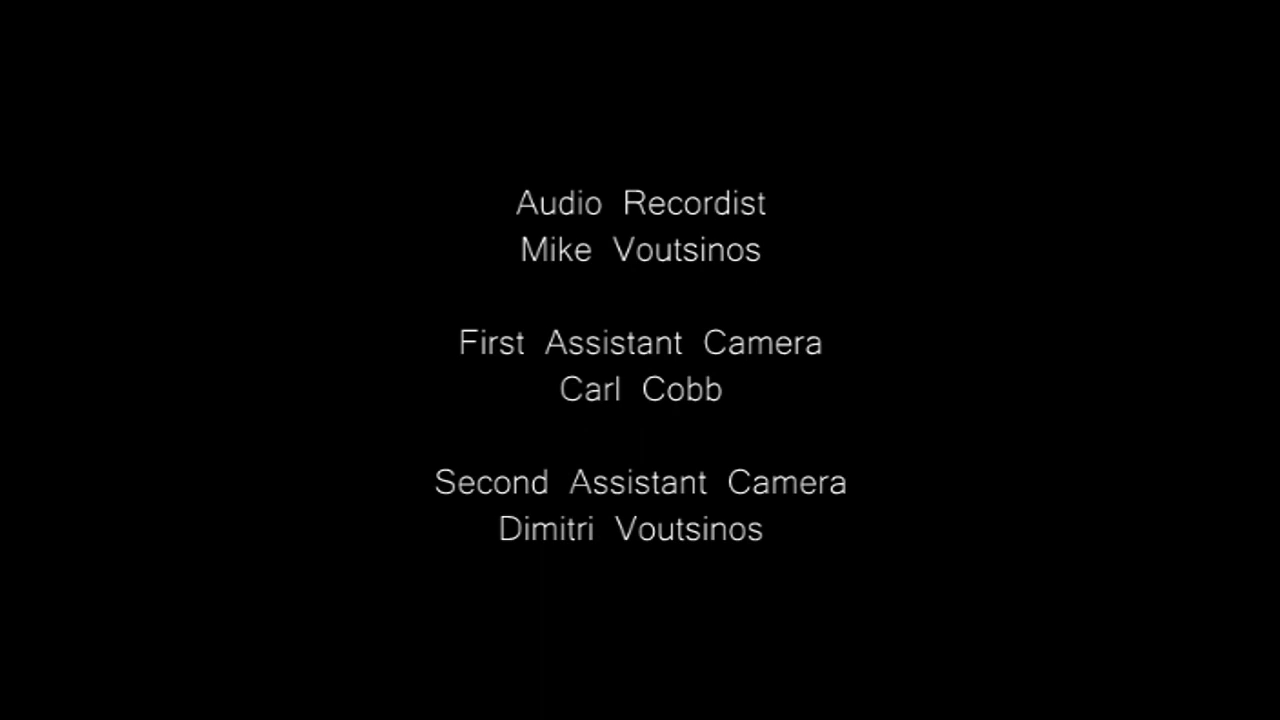 Audio Recordist
Mike Voutsinos
First Assistant Camera
Carl Cobb
Second Assistant Camera
Dimitri Voutsinos